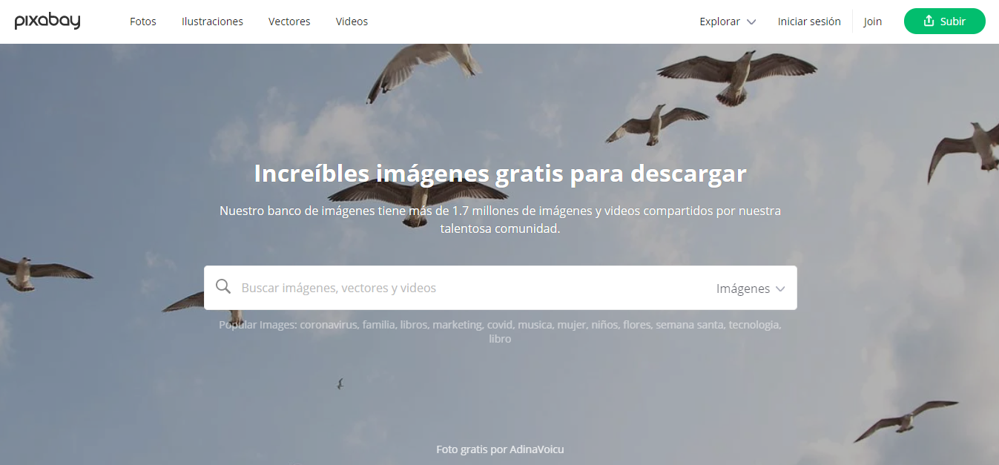 pixabay Fotos Ilustraciones Vectores Videos Explorar Iniciar sesión Join Subir
Increíbles imágenes gratis para descargar
Nuestro banco de imágenes tiene más de 1.7 millones de imágenes y videos compartidos por nuestra
talentosa comunidad.
Buscar imágenes, vectores y videos Imágenes
Popular Images: coronavirus, familia, libros, marketing, covid, musica, mujer, niños, flores, semana santa, tecnologia,
libro
Foto gratis por AdinaVoicu